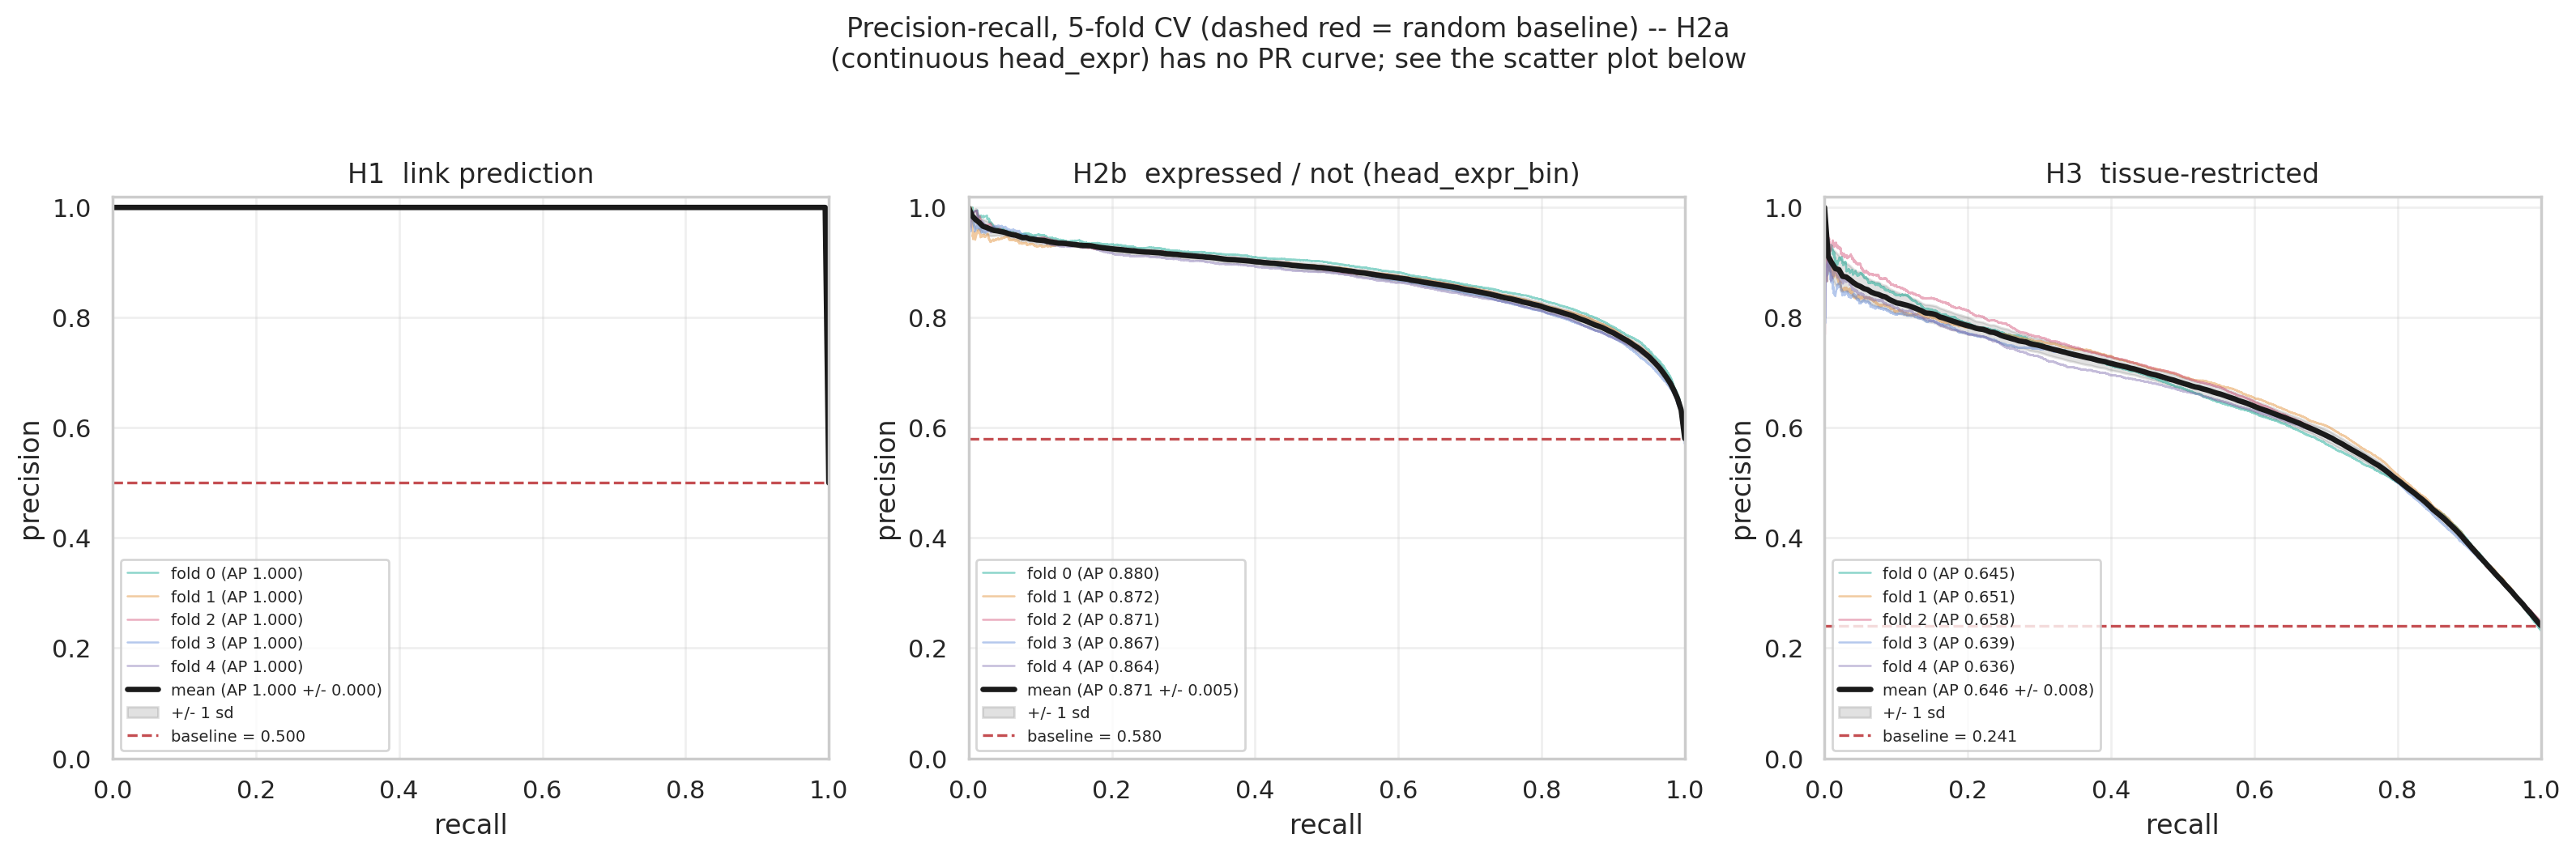 Precision-recall, 5-fold CV (dashed red = random baseline) -- H2a
(continuous head_expr) has no PR curve; see the scatter plot below
H1  link prediction
precision
1.0
0.8
0.6
0.4
0.2
0.0
fold 0 (AP 1.000)
fold 1 (AP 1.000)
fold 2 (AP 1.000)
fold 3 (AP 1.000)
fold 4 (AP 1.000)
mean (AP 1.000 +/- 0.000)
+/- 1 sd
baseline = 0.500
0.0 0.2 0.4 0.6 0.8 1.0
recall
H2b  expressed / not (head_expr_bin)
precision
1.0
0.8
0.6
0.4
0.2
0.0
fold 0 (AP 0.880)
fold 1 (AP 0.872)
fold 2 (AP 0.871)
fold 3 (AP 0.867)
fold 4 (AP 0.864)
mean (AP 0.871 +/- 0.005)
+/- 1 sd
baseline = 0.580
0.0 0.2 0.4 0.6 0.8 1.0
recall
H3  tissue-restricted
precision
1.0
0.8
0.6
0.4
0.2
0.0
fold 0 (AP 0.645)
fold 1 (AP 0.651)
fold 2 (AP 0.658)
fold 3 (AP 0.639)
fold 4 (AP 0.636)
mean (AP 0.646 +/- 0.008)
+/- 1 sd
baseline = 0.241
0.0 0.2 0.4 0.6 0.8 1.0
recall